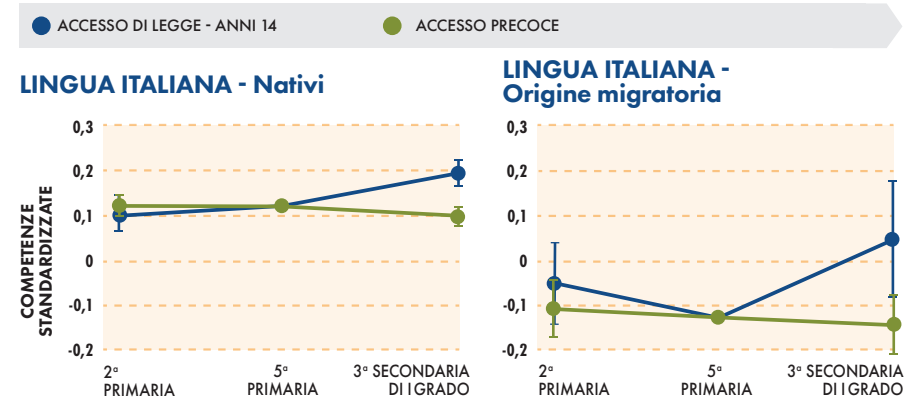 ACCESSO DI LEGGE - ANNI 14
ACCESSO PRECOCE
LINGUA ITALIANA - Nativi
COMPETENZE
STANDARDIZZATE
0,3
0,2
0,1
0
-0,1
-0,2
2ª
PRIMARIA
5ª
PRIMARIA
3ª SECONDARIA
DI I GRADO
LINGUA ITALIANA -
Origine migratoria
0,3
0,2
0,1
0
-0,1
-0,2
2ª
PRIMARIA
5ª
PRIMARIA
3ª SECONDARIA
DI I GRADO